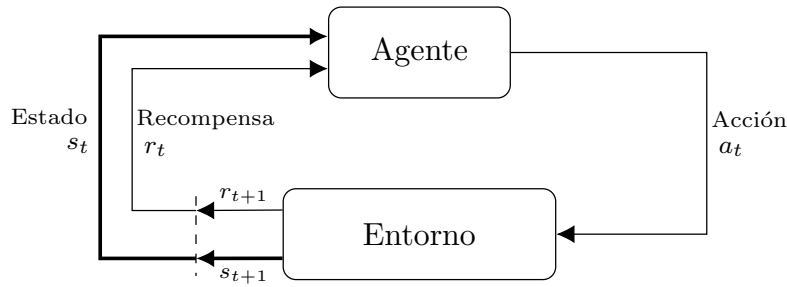 Agente
Estado
s_t
Recompensa
r_t
Acción
a_t
r_{t+1}
Entorno
s_{t+1}